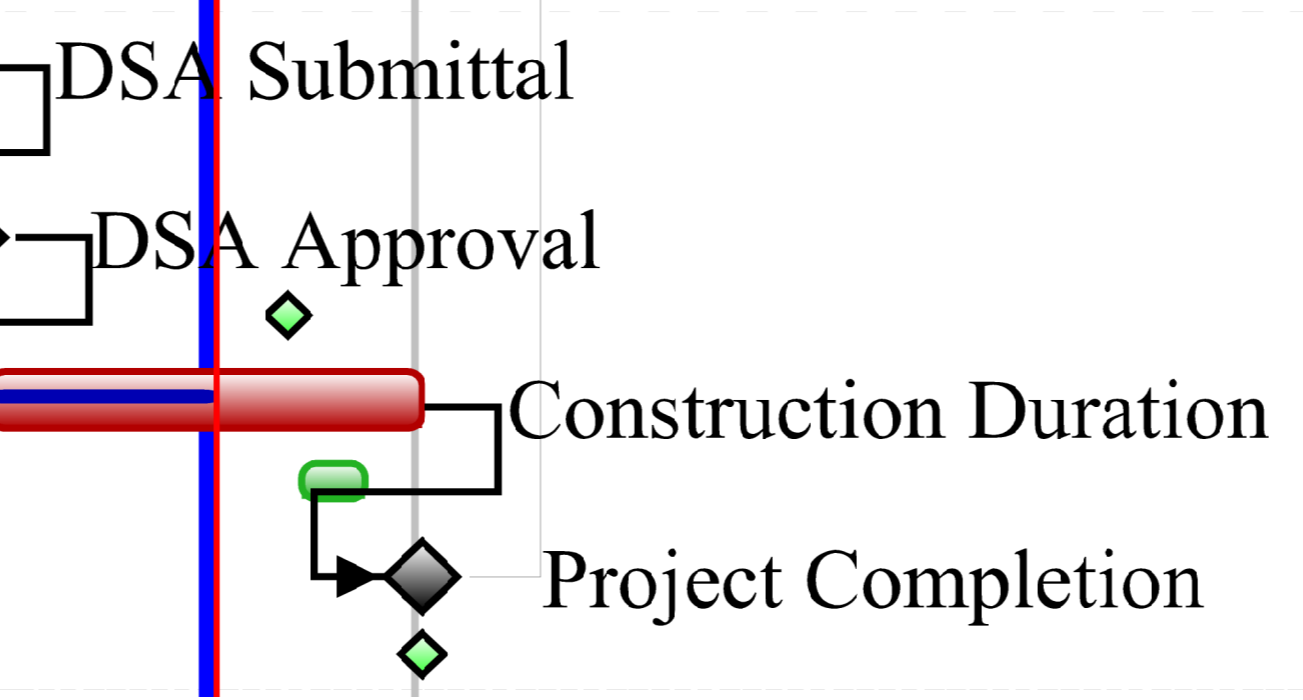 DSA Submittal
DSA Approval
Construction Duration
Project Completion